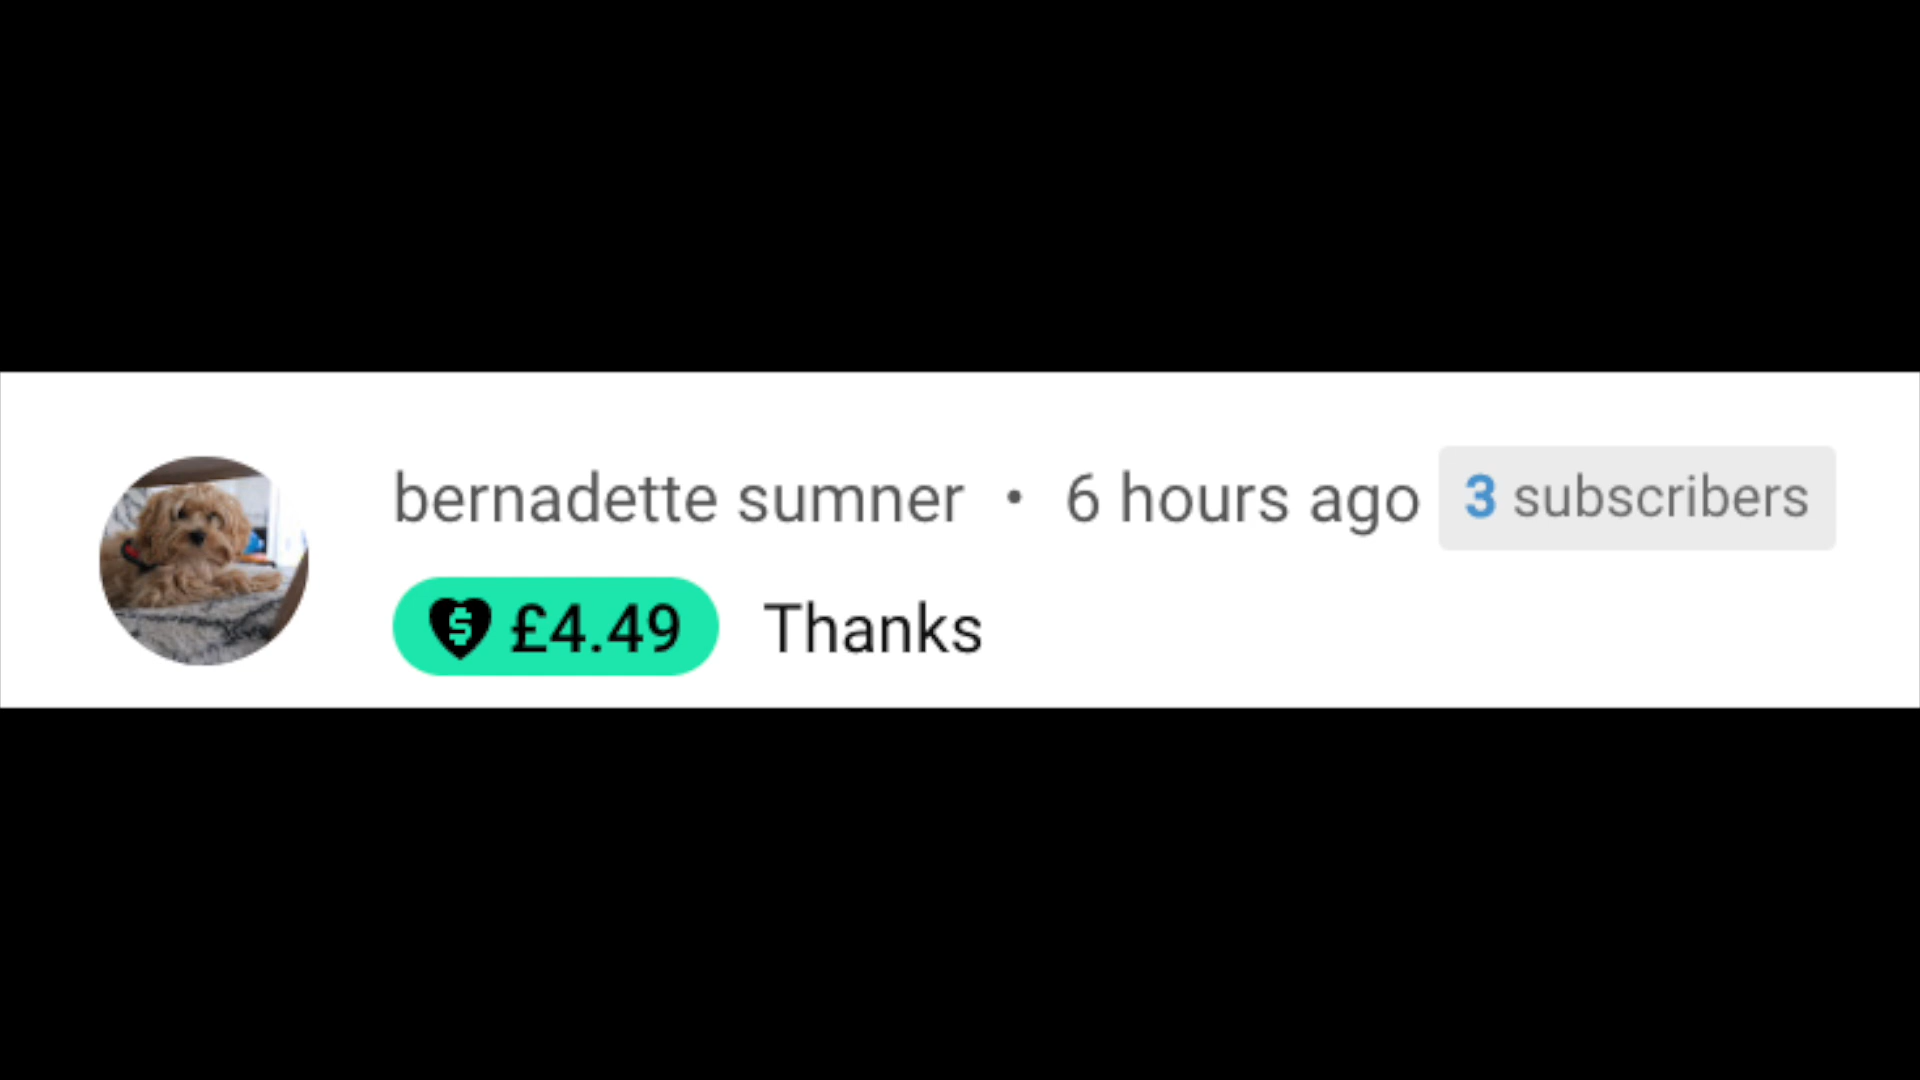 bernadette sumner • 6 hours ago 3 subscribers
$ £4.49 Thanks